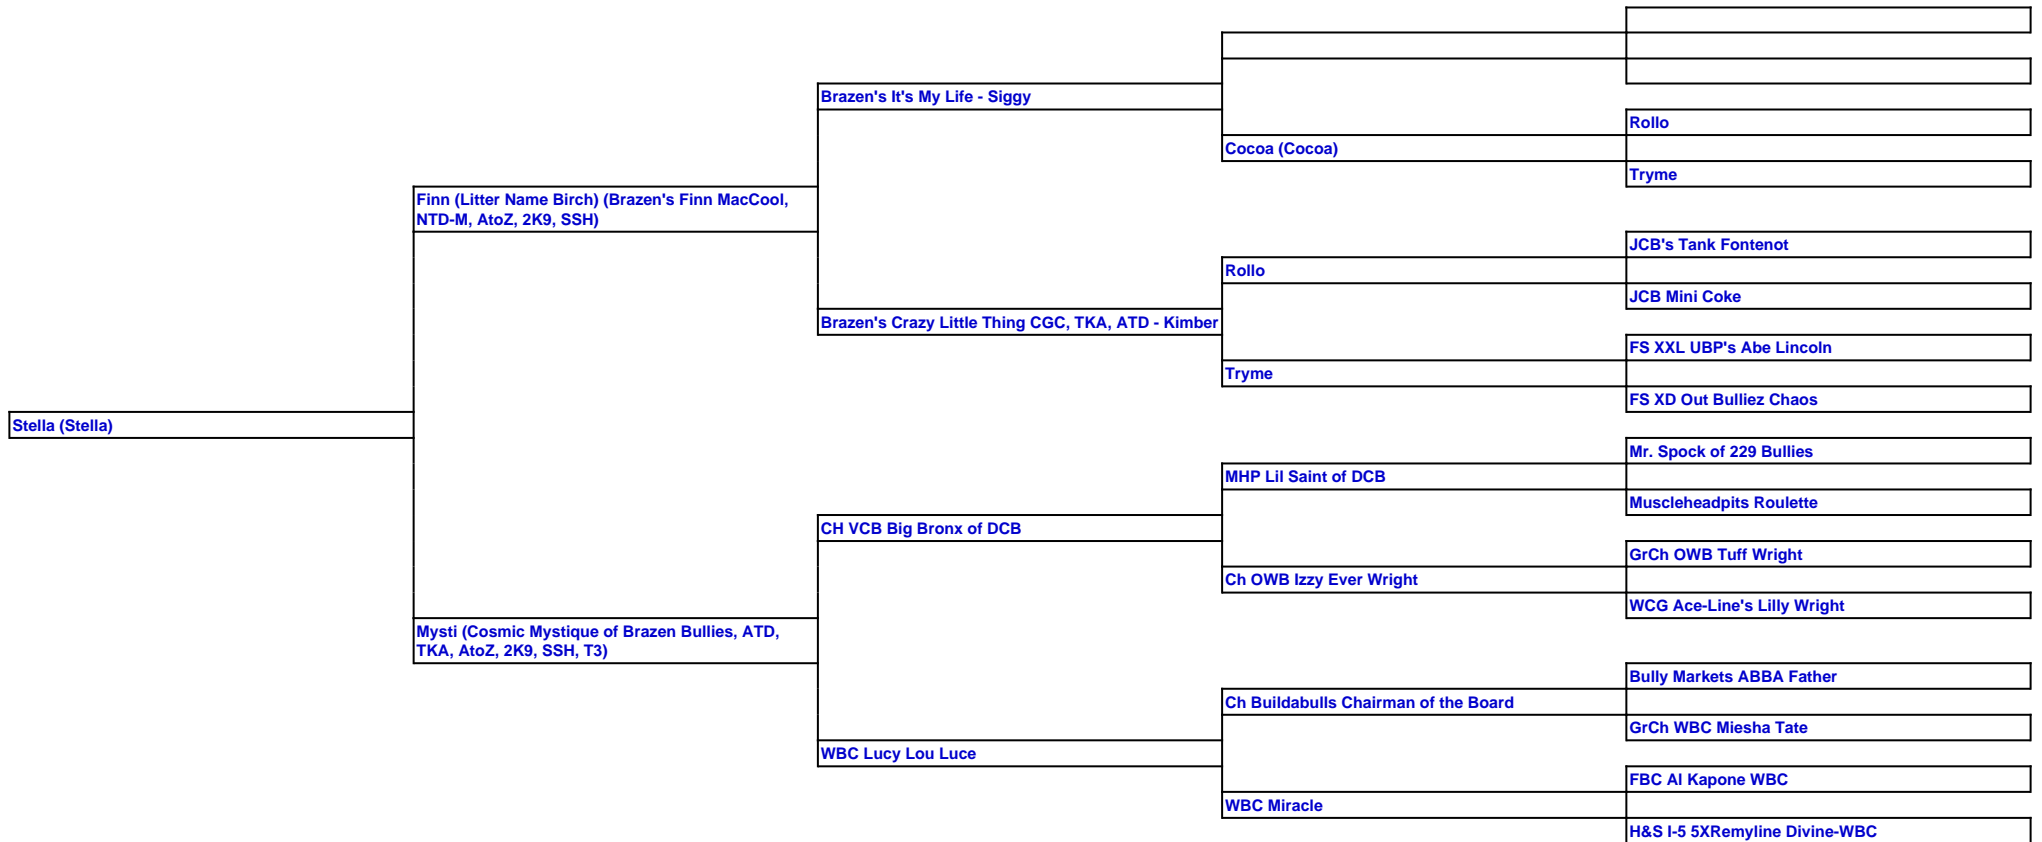 Brazen's It's My Life - Siggy
Rollo
Cocoa (Cocoa)
Tryme
Finn (Litter Name Birch) (Brazen's Finn MacCool,
NTD-M, AtoZ, 2K9, SSH)
JCB's Tank Fontenot
Rollo
JCB Mini Coke
Brazen's Crazy Little Thing CGC, TKA, ATD - Kimber
FS XXL UBP's Abe Lincoln
Tryme
FS XD Out Bulliez Chaos
Stella (Stella)
Mr. Spock of 229 Bullies
MHP Lil Saint of DCB
Muscleheadpits Roulette
CH VCB Big Bronx of DCB
GrCh OWB Tuff Wright
Ch OWB Izzy Ever Wright
WCG Ace-Line's Lilly Wright
Mysti (Cosmic Mystique of Brazen Bullies, ATD,
TKA, AtoZ, 2K9, SSH, T3)
Bully Markets ABBA Father
Ch Buildabulls Chairman of the Board
GrCh WBC Miesha Tate
WBC Lucy Lou Luce
FBC Al Kapone WBC
WBC Miracle
H&S I-5 5XRemyline Divine-WBC